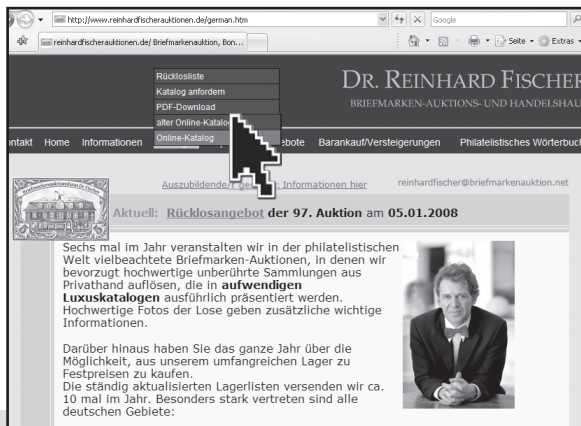 http://www.reinhardfischerauktionen.de/german.htm
Google
reinhardfischerauktionen.de/ Briefmarkenauktion, Bon...
Seite
Extras
Rücklosliste
Katalog anfordern
PDF-Download
alter Online-Katalog
Online-Katalog
DR. REINHARD FISCHER
BRIEFMARKEN-AUKTIONS- UND HANDELSHAU
ontakt Home Informationen ebote Barankauf/Versteigerungen Philatelistisches Wörterbuch
Auszubildende/r Informationen hier
reinhardfischer@briefmarkenauktion.net
Aktuell: Rücklosangebot der 97. Auktion am 05.01.2008
Sechs mal im Jahr veranstalten wir in der philatelistischen
Welt vielbeachtete Briefmarken-Auktionen, in denen wir
bevorzugt hochwertige unberührte Sammlungen aus
Privathand auflösen, die in aufwendigen
Luxuskatalogen ausführlich präsentiert werden.
Hochwertige Fotos der Lose geben zusätzliche wichtige
Informationen.
Darüber hinaus haben Sie das ganze Jahr über die
Möglichkeit, aus unserem umfangreichen Lager zu
Festpreisen zu kaufen.
Die ständig aktualisierten Lagerlisten versenden wir ca.
10 mal im Jahr. Besonders stark vertreten sind alle
deutschen Gebiete: